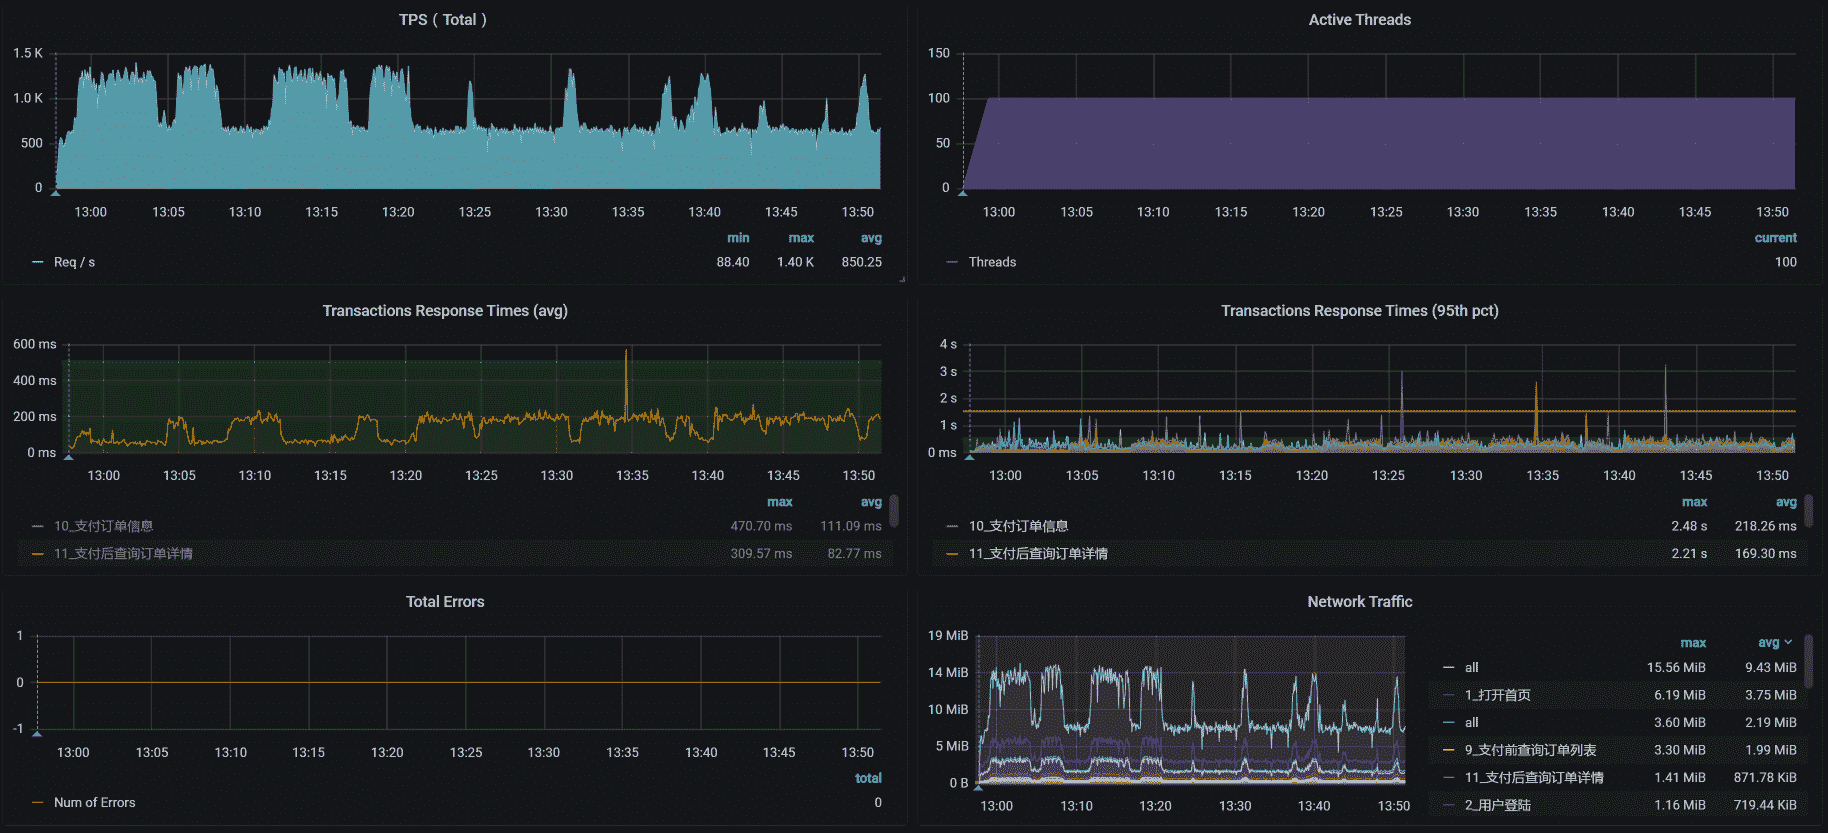 TPS ( Total )
1.5 K
1.0 K
500
0
13:00 13:05 13:10 13:15 13:20 13:25 13:30 13:35 13:40 13:45 13:50
min max avg
Req / s 88.40 1.40 K 850.25
Active Threads
150
100
50
0
13:00 13:05 13:10 13:15 13:20 13:25 13:30 13:35 13:40 13:45 13:50
current
Threads 100
Transactions Response Times (avg)
600 ms
400 ms
200 ms
0 ms
13:00 13:05 13:10 13:15 13:20 13:25 13:30 13:35 13:40 13:45 13:50
max avg
10_支付订单信息 470.70 ms 111.09 ms
11_支付后查询订单详情 309.57 ms 82.77 ms
Transactions Response Times (95th pct)
4 s
3 s
2 s
1 s
0 ms
13:00 13:05 13:10 13:15 13:20 13:25 13:30 13:35 13:40 13:45 13:50
max avg
10_支付订单信息 2.48 s 218.26 ms
11_支付后查询订单详情 2.21 s 169.30 ms
Total Errors
1
0
-1
13:00 13:05 13:10 13:15 13:20 13:25 13:30 13:35 13:40 13:45 13:50
total
Num of Errors 0
Network Traffic
19 MiB
14 MiB
10 MiB
5 MiB
0 B
13:00 13:10 13:20 13:30 13:40 13:50
max avg
all 15.56 MiB 9.43 MiB
1_打开首页 6.19 MiB 3.75 MiB
all 3.60 MiB 2.19 MiB
9_支付前查询订单列表 3.30 MiB 1.99 MiB
11_支付后查询订单详情 1.41 MiB 871.78 KiB
2_用户登陆 1.16 MiB 719.44 KiB